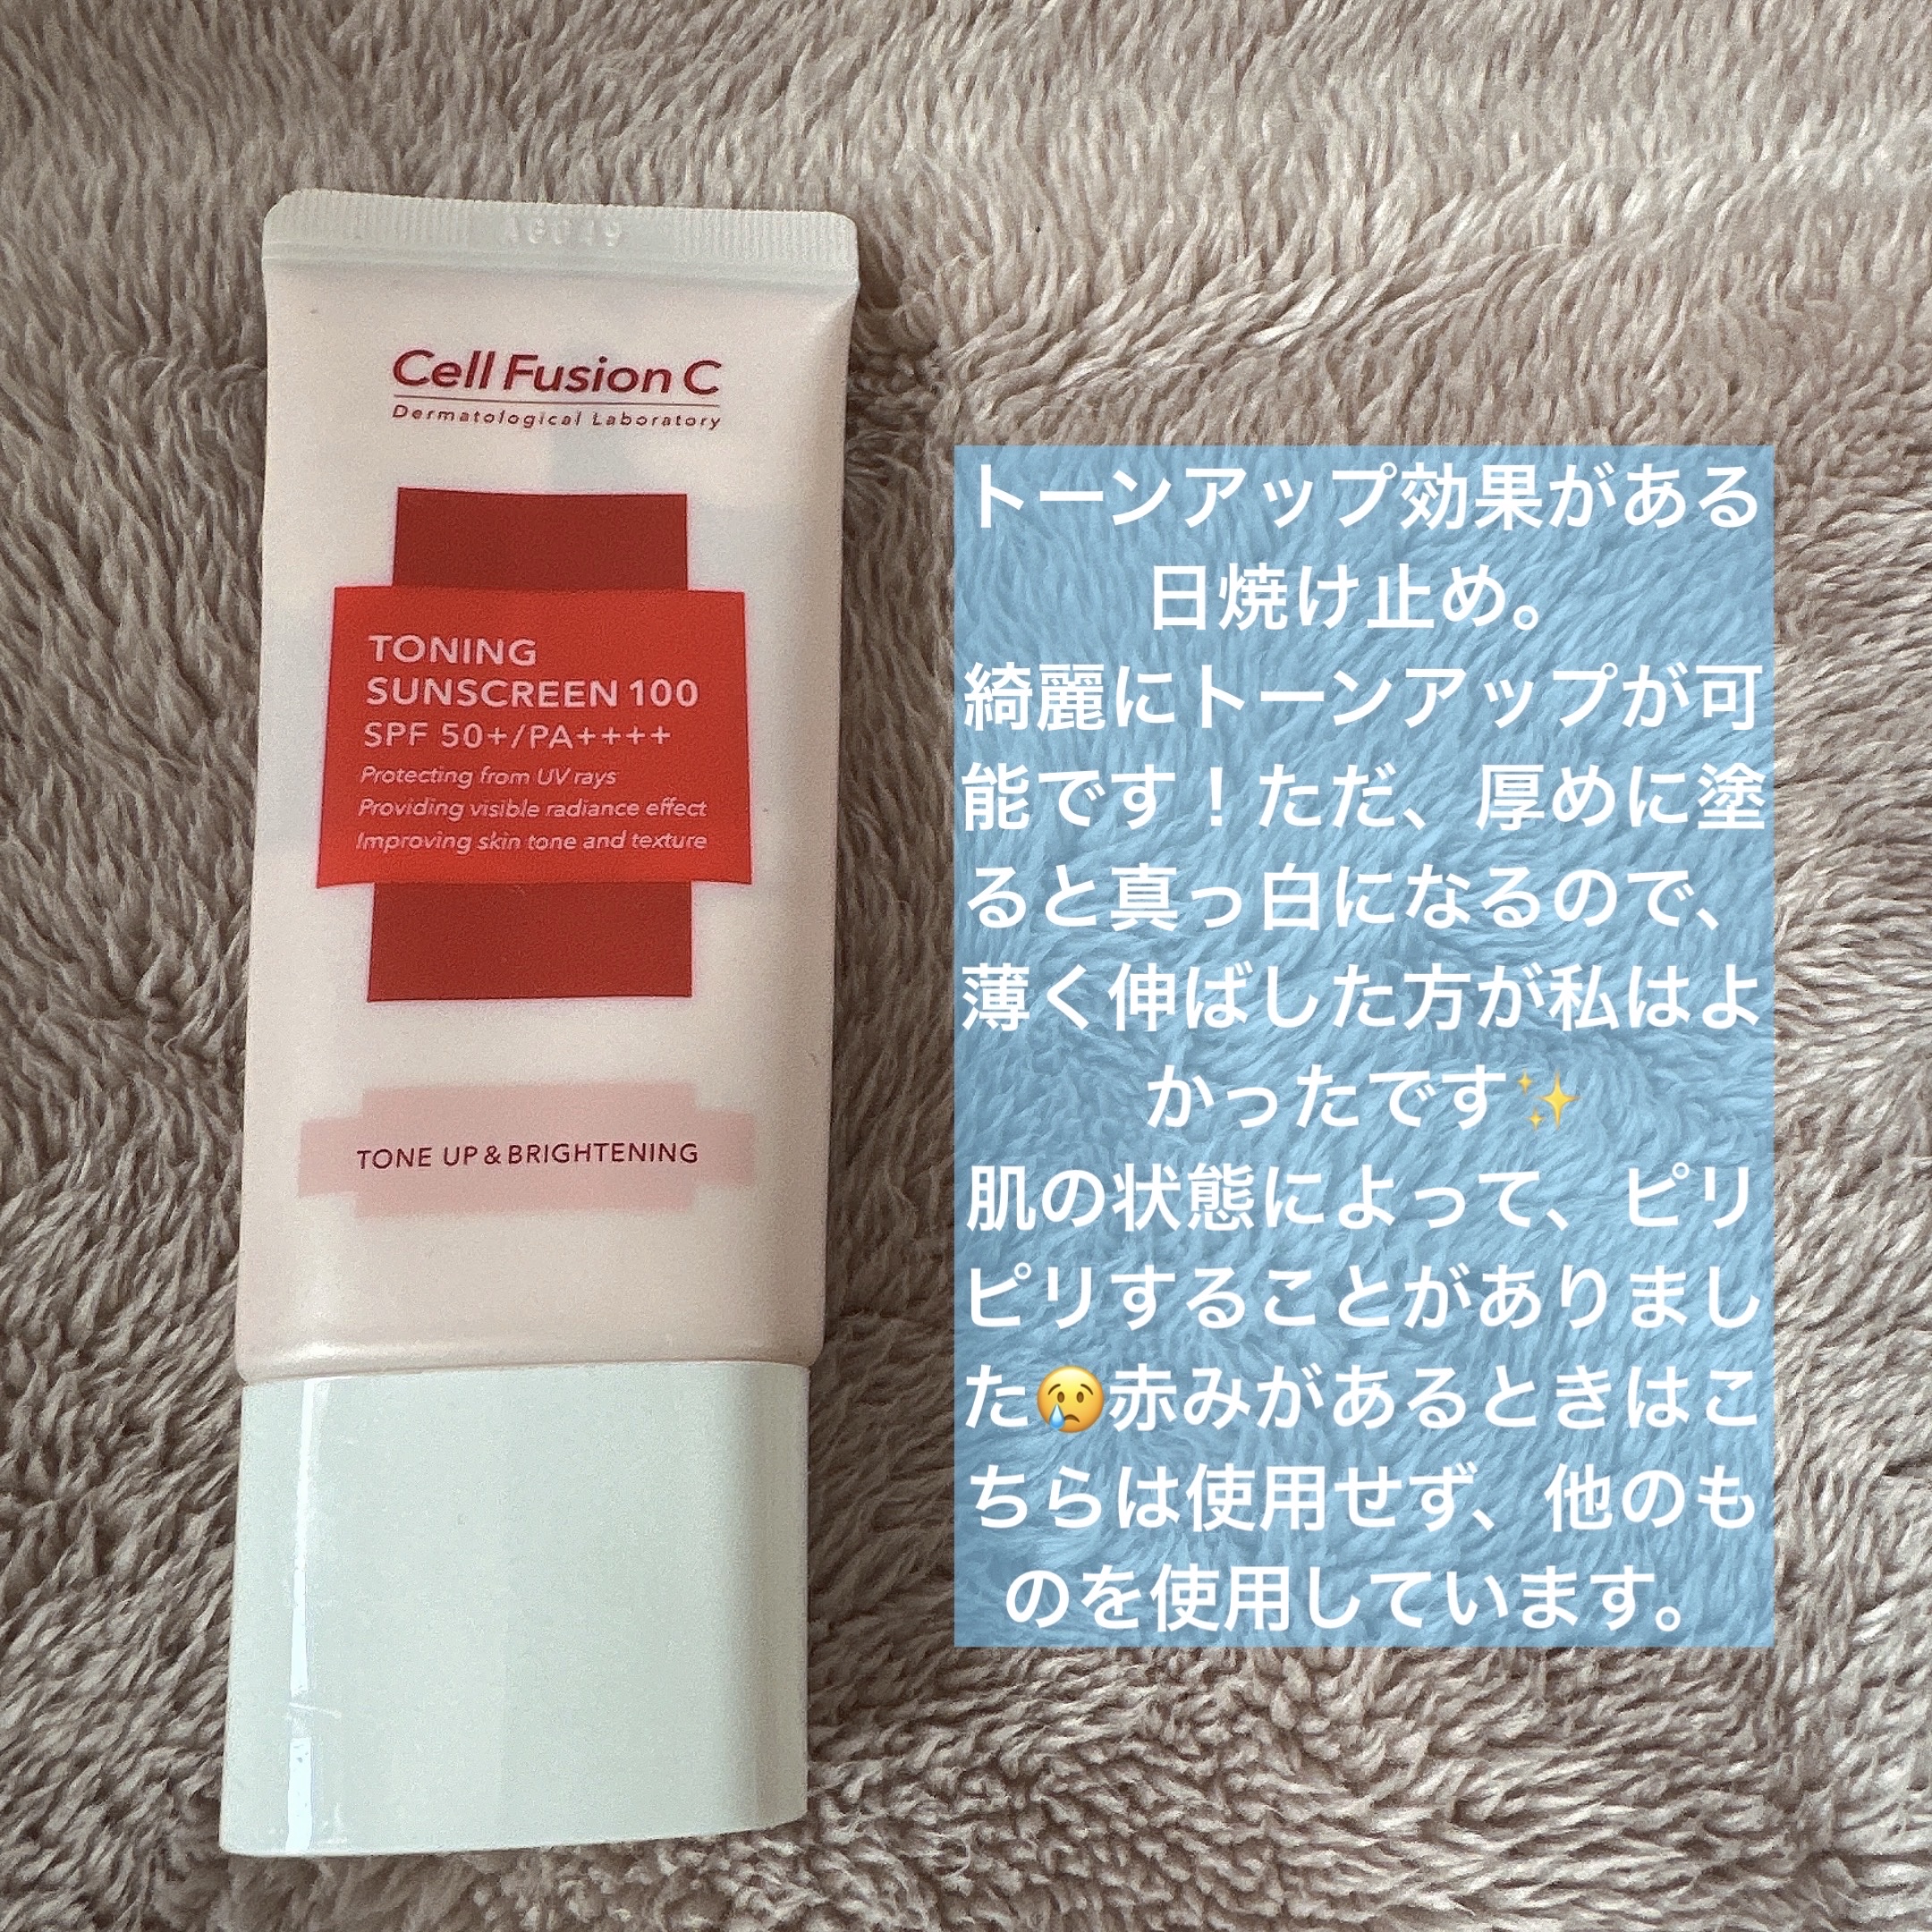 Cell Fusion C
Dermatological Laboratory
TONING
SUNSCREEN 100
SPF 50+/PA++++
Protecting from UV rays
Providing visible radiance effect
Improving skin tone and texture
TONE UP & BRIGHTENING
トーンアップ効果がある
日焼け止め。
綺麗にトーンアップが可
能です！ただ、厚めに塗
ると真っ白になるので、
薄く伸ばした方が私はよ
かったです✨
肌の状態によって、ピリ
ピリすることがありまし
た😢赤みがあるときはこ
ちらは使用せず、他のも
のを使用しています。